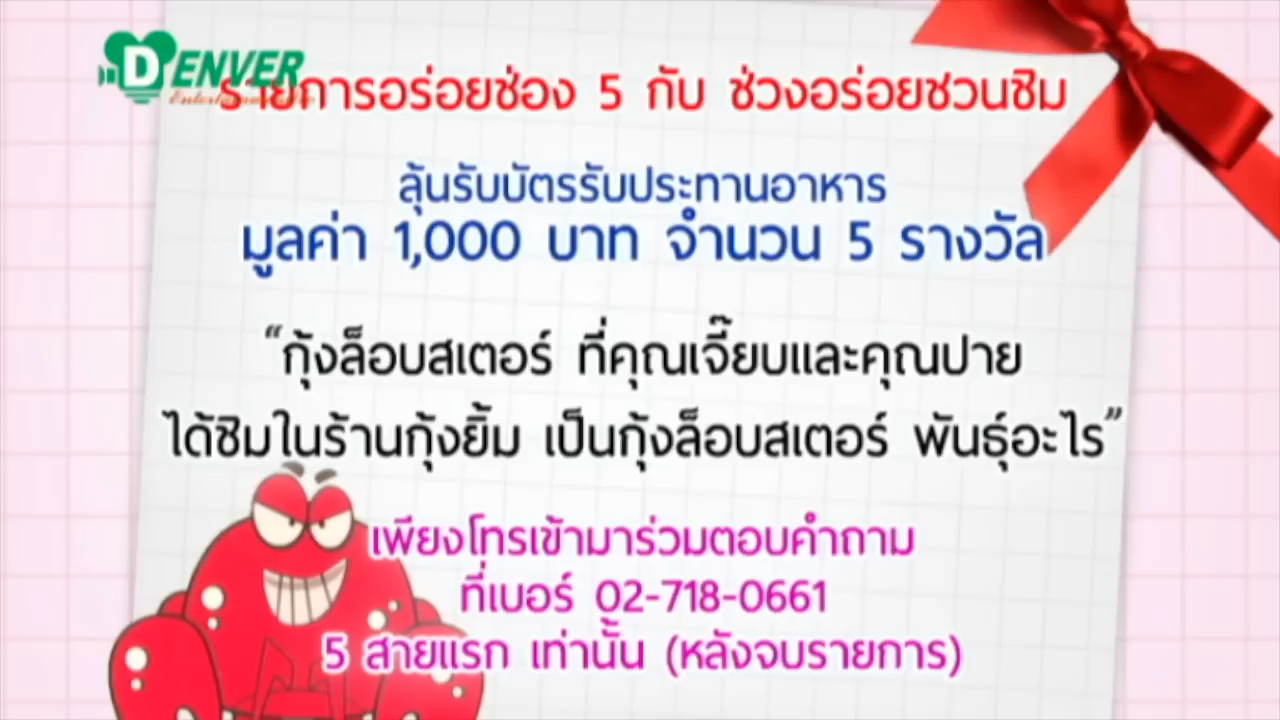 DENVER
รายการอร่อยช่อง 5 กับ ช่วงอร่อยชวนชิม
ลุ้นรับบัตรรับประทานอาหาร
มูลค่า 1,000 บาท จำนวน 5 รางวัล
“กุ้งล็อบสเตอร์ ที่คุณเจี๊ยบและคุณปาย
ได้ชิมในร้านกุ้งยิ้ม เป็นกุ้งล็อบสเตอร์ พันธุ์อะไร”
เพียงโทรเข้ามาร่วมตอบคำถาม
ที่เบอร์ 02-718-0661
5 สายแรก เท่านั้น (หลังจบรายการ)